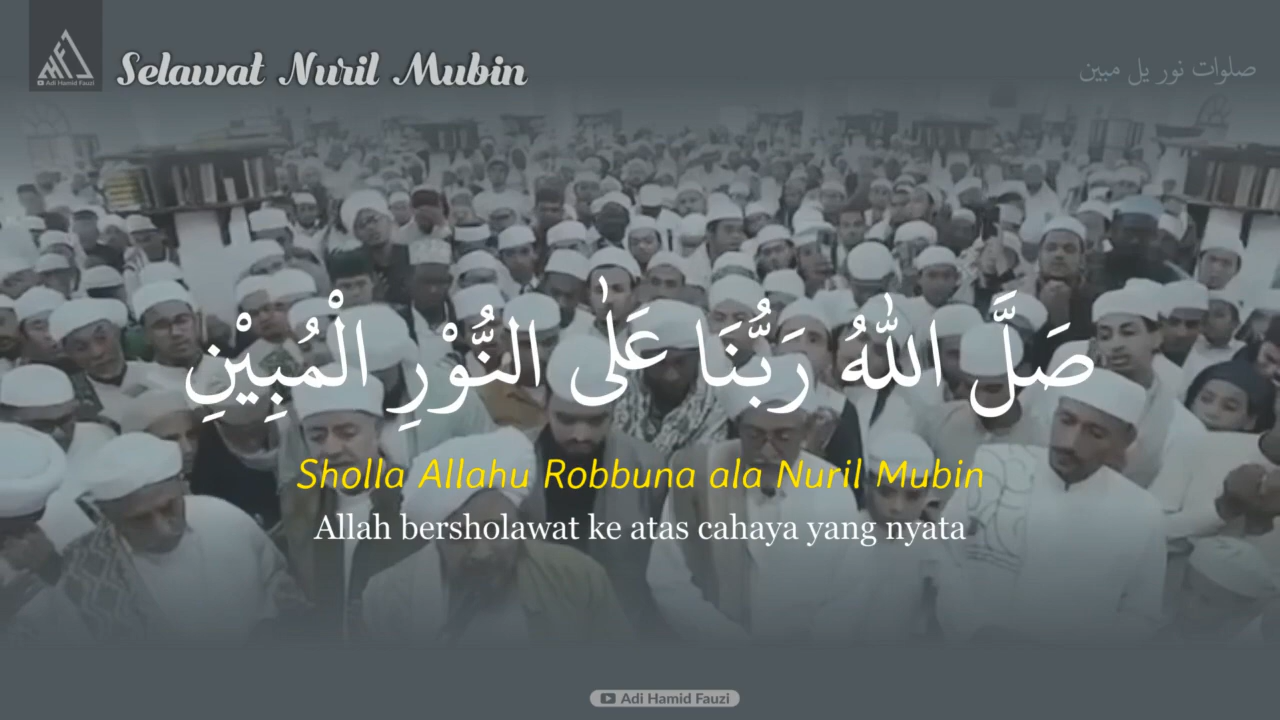 Adi Hamid Fauzi
Selawat Nuril Mubin
صلوات نور يل مبين
صَلَّ اللّٰهُ رَبُّنَا عَلٰى النُّوْرِ الْمُبِيْنِ
Sholla Allahu Robbuna ala Nuril Mubin
Allah bersholawat ke atas cahaya yang nyata
Adi Hamid Fauzi